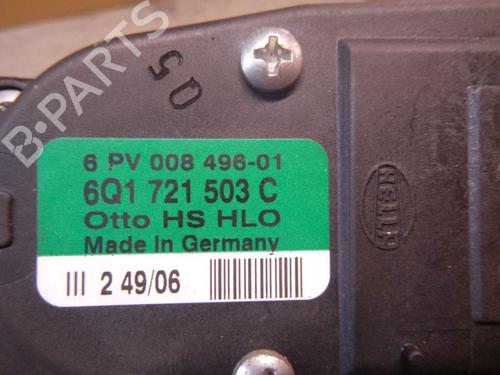 B-PARTS
Q5
6 PV 008 496-01
6Q1 721 503 C
Otto HS HLO
Made In Germany
III 2 49/06
HELLA